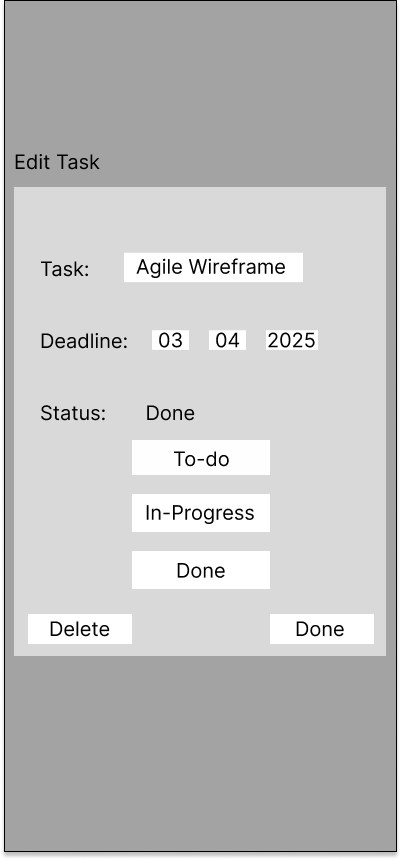 Edit Task
Task: Agile Wireframe
Deadline: 03 04 2025
Status: Done
To-do
In-Progress
Done
Delete Done